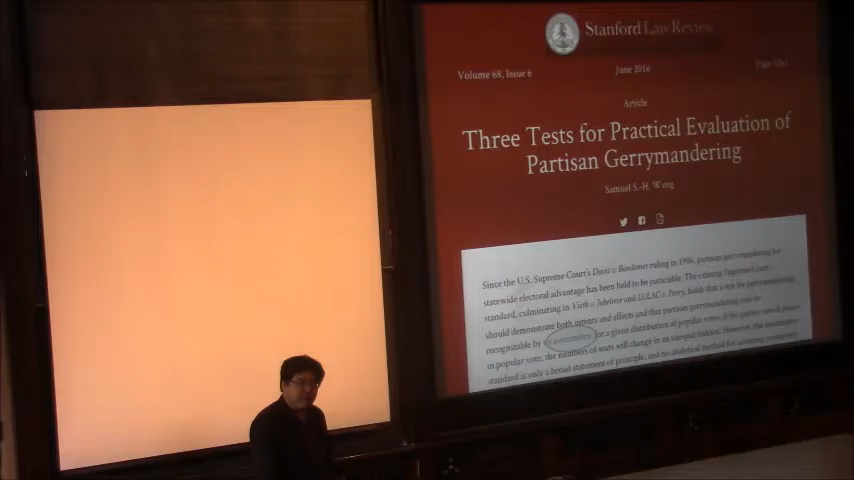 Stanford Law Review
Volume 68, Issue 6
June 2016
Article
Three Tests for Practical Evaluation of
Partisan Gerrymandering
Samuel S.-H. Wang
Since the U.S. Supreme Court's Davis v. Bandemer ruling in 1986, partisan gerrymandering for
statewide electoral advantage has been held to be justiciable. The existing Supreme Court
standard, culminating in Vieth v. Jubelirer and LULAC v. Perry, holds that a test for gerrymandering
should demonstrate both intents and effects and that partisan gerrymandering may be
recognizable by its asymmetry: for a given distribution of popular votes, if the parties switch places
in popular vote, the numbers of seats will change in an unequal fashion. However, the asymmetry
standard is only a broad statement of principle, and no analytical method for assessing asymmetry